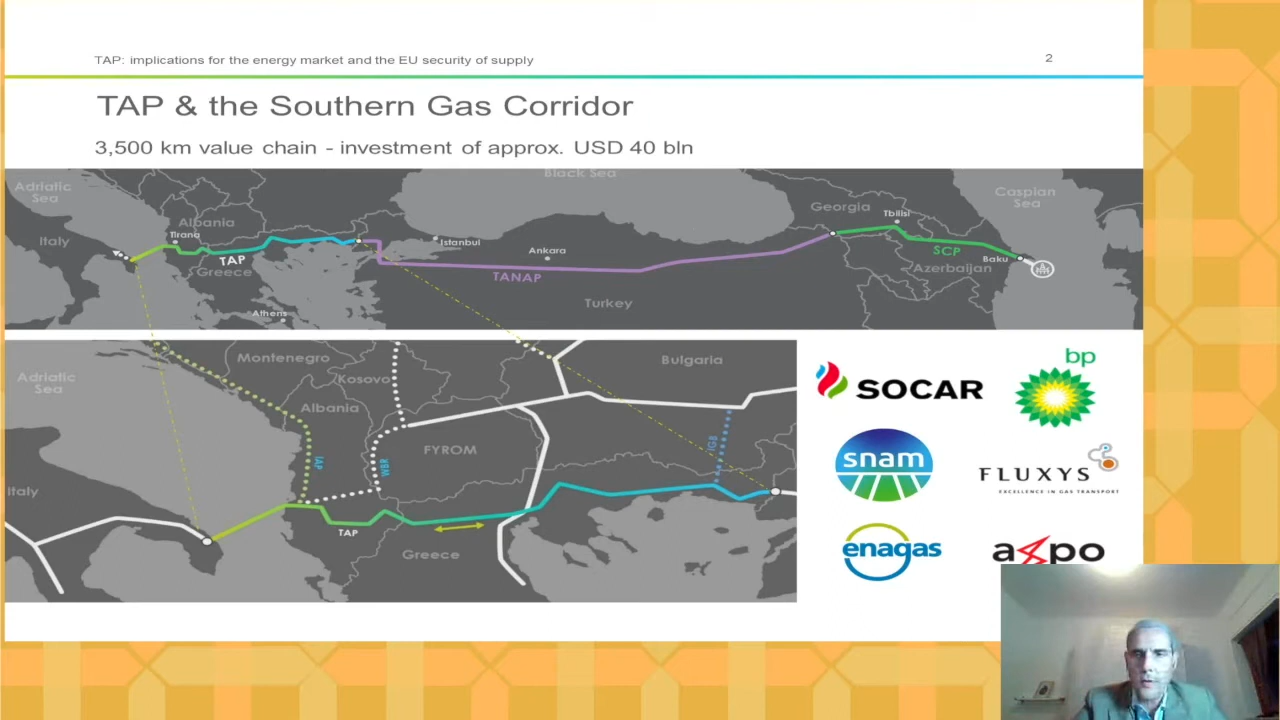 TAP: implications for the energy market and the EU security of supply
2
TAP & the Southern Gas Corridor
3,500 km value chain - investment of approx. USD 40 bln
Black Sea
Adriatic
Sea
Albania
Tirana
Italy
TAP
Greece
Athens
Istanbul
Ankara
TANAP
Turkey
Georgia
Tbilisi
SCP
Baku
Azerbaijan
Caspian
Sea
Montenegro
Kosovo
Bulgaria
Adriatic
Sea
Albania
FYROM
IAP
WBR
IGB
Italy
TAP
Greece
SOCAR
bp
snam
FLUXYS
EXCELLENCE IN GAS TRANSPORT
enagas
axpo